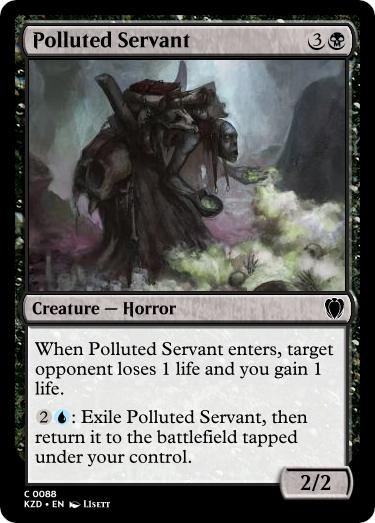 Polluted Servant 3
Creature — Horror
When Polluted Servant enters, target
opponent loses 1 life and you gain 1
life.
2: Exile Polluted Servant, then
return it to the battlefield tapped
under your control.
2/2
C 0088
KZD • EN Lisett